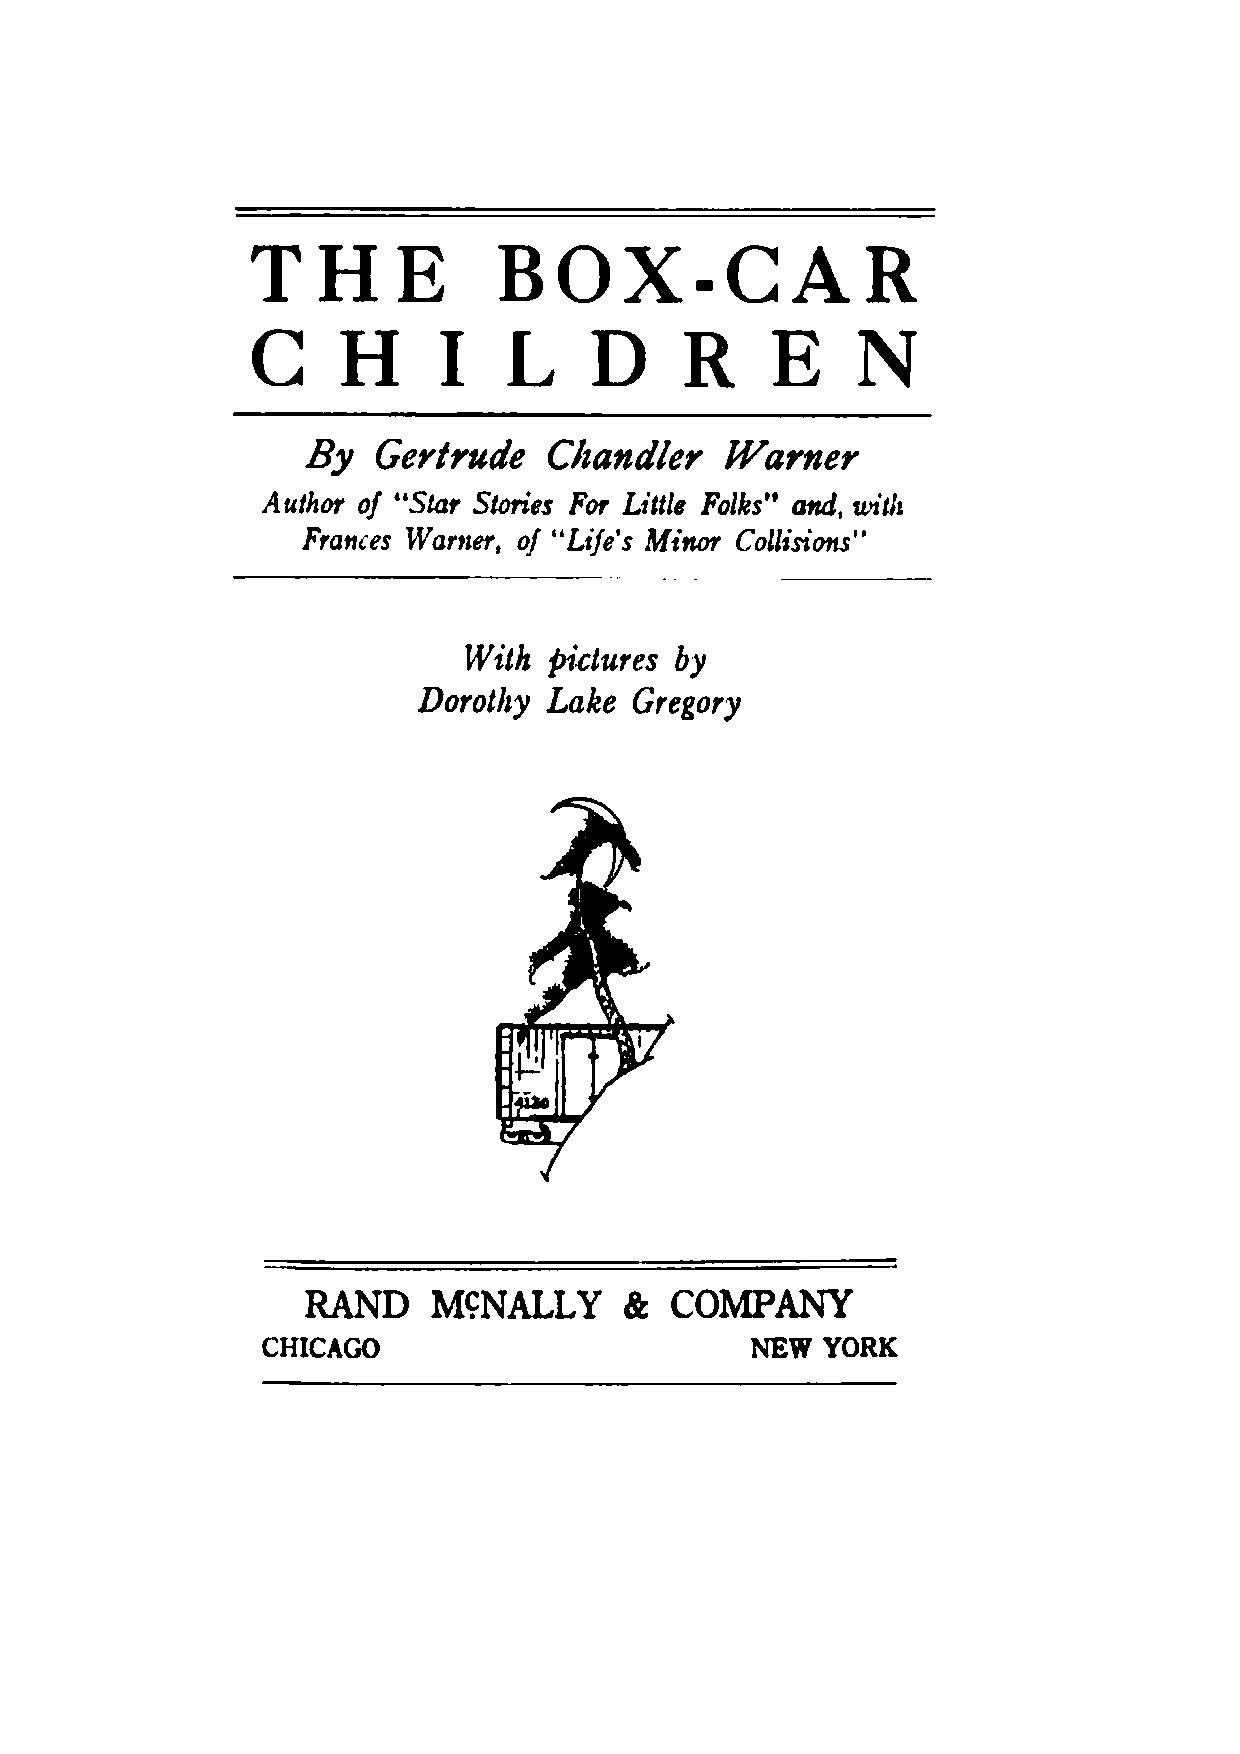 THE BOX-CAR
CHILDREN
By Gertrude Chandler Warner
Author of "Star Stories For Little Folks" and, with
Frances Warner, of "Life's Minor Collisions"
With pictures by
Dorothy Lake Gregory
4120
RAND McNALLY & COMPANY
CHICAGO NEW YORK